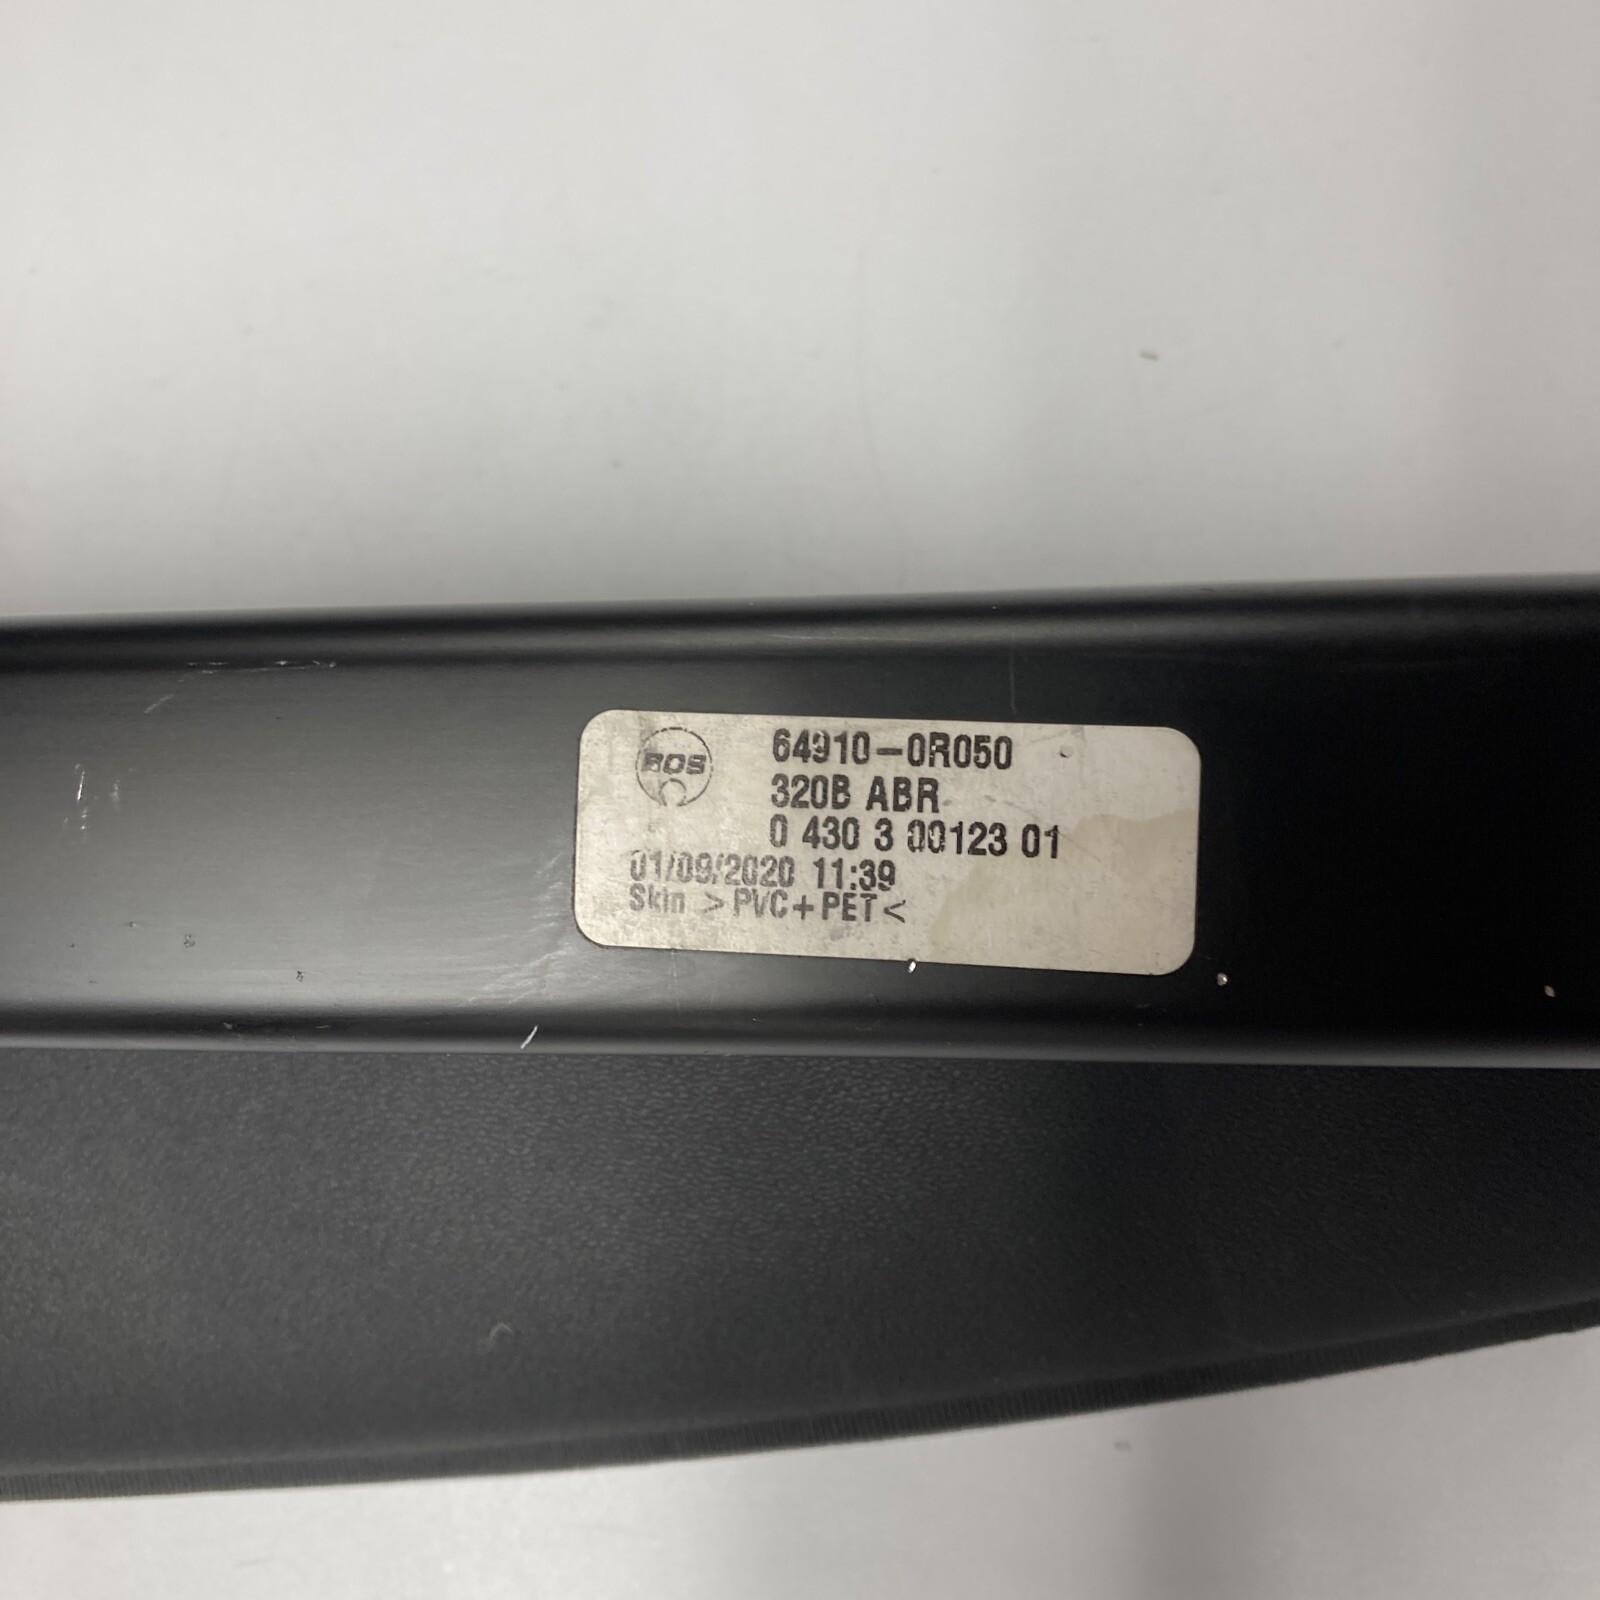 BOS
64910-0R050
320B ABR
0 430 3 00123 01
01/09/2020 11:39
Skin >PVC+PET<